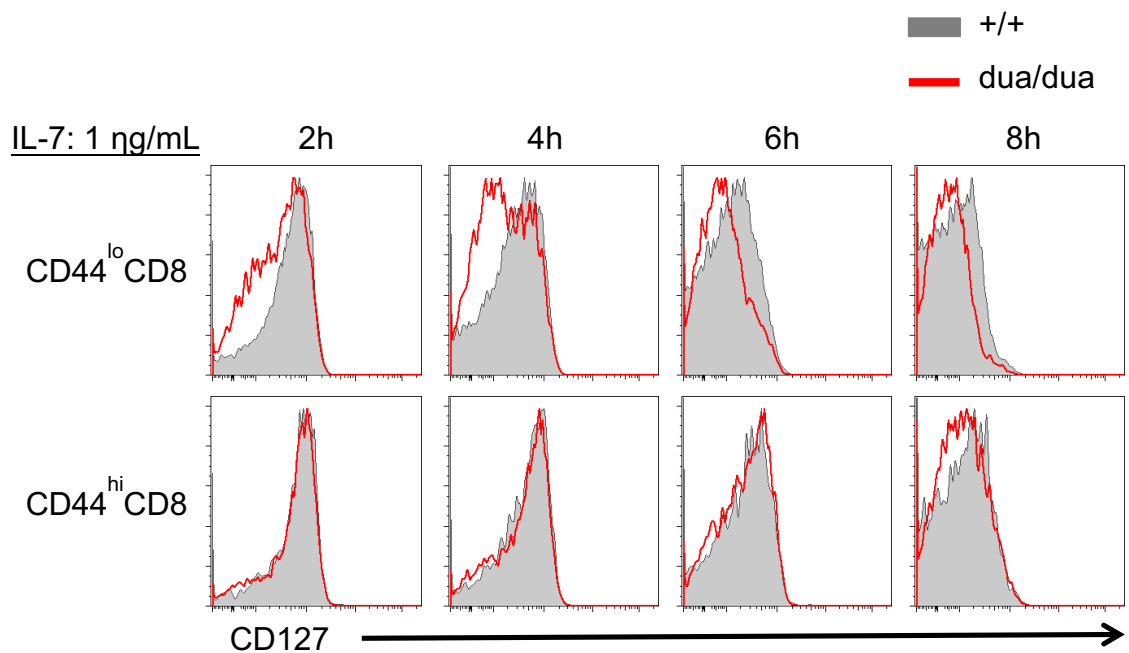 +/+
dua/dua
IL-7: 1 ηg/mL 2h 4h 6h 8h
CD44loCD8
CD44hiCD8
CD127